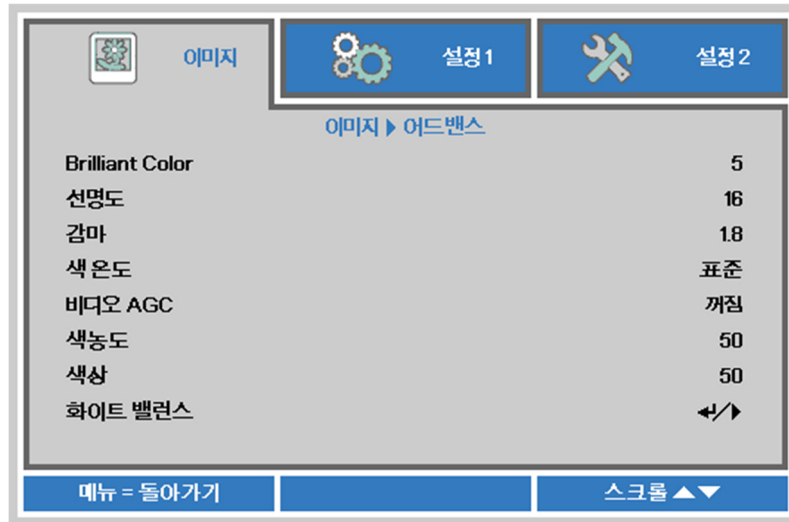 이미지 설정 1 설정 2
이미지 ▶ 어드밴스
Brilliant Color 5
선명도 16
감마 1.8
색 온도 표준
비디오 AGC 꺼짐
색농도 50
색상 50
화이트 밸런스 ↵/▶
메뉴 = 돌아가기 스크롤 ▲▼